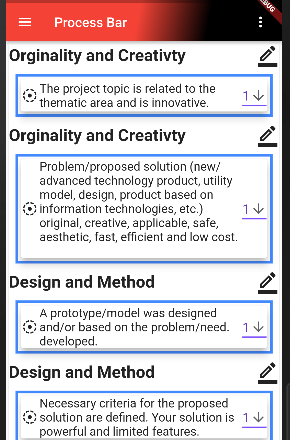 Process Bar
Orginality and Creativty
The project topic is related to the
thematic area and is innovative.
1
Orginality and Creativty
Problem/proposed solution (new/
advanced technology product, utility
model, design, product based on
information technologies, etc.)
original, creative, applicable, safe,
aesthetic, fast, efficient and low cost.
1
Design and Method
A prototype/model was designed
and/or based on the problem/need.
developed.
1
Design and Method
Necessary criteria for the proposed
solution are defined. Your solution is
powerful and limited features.
1